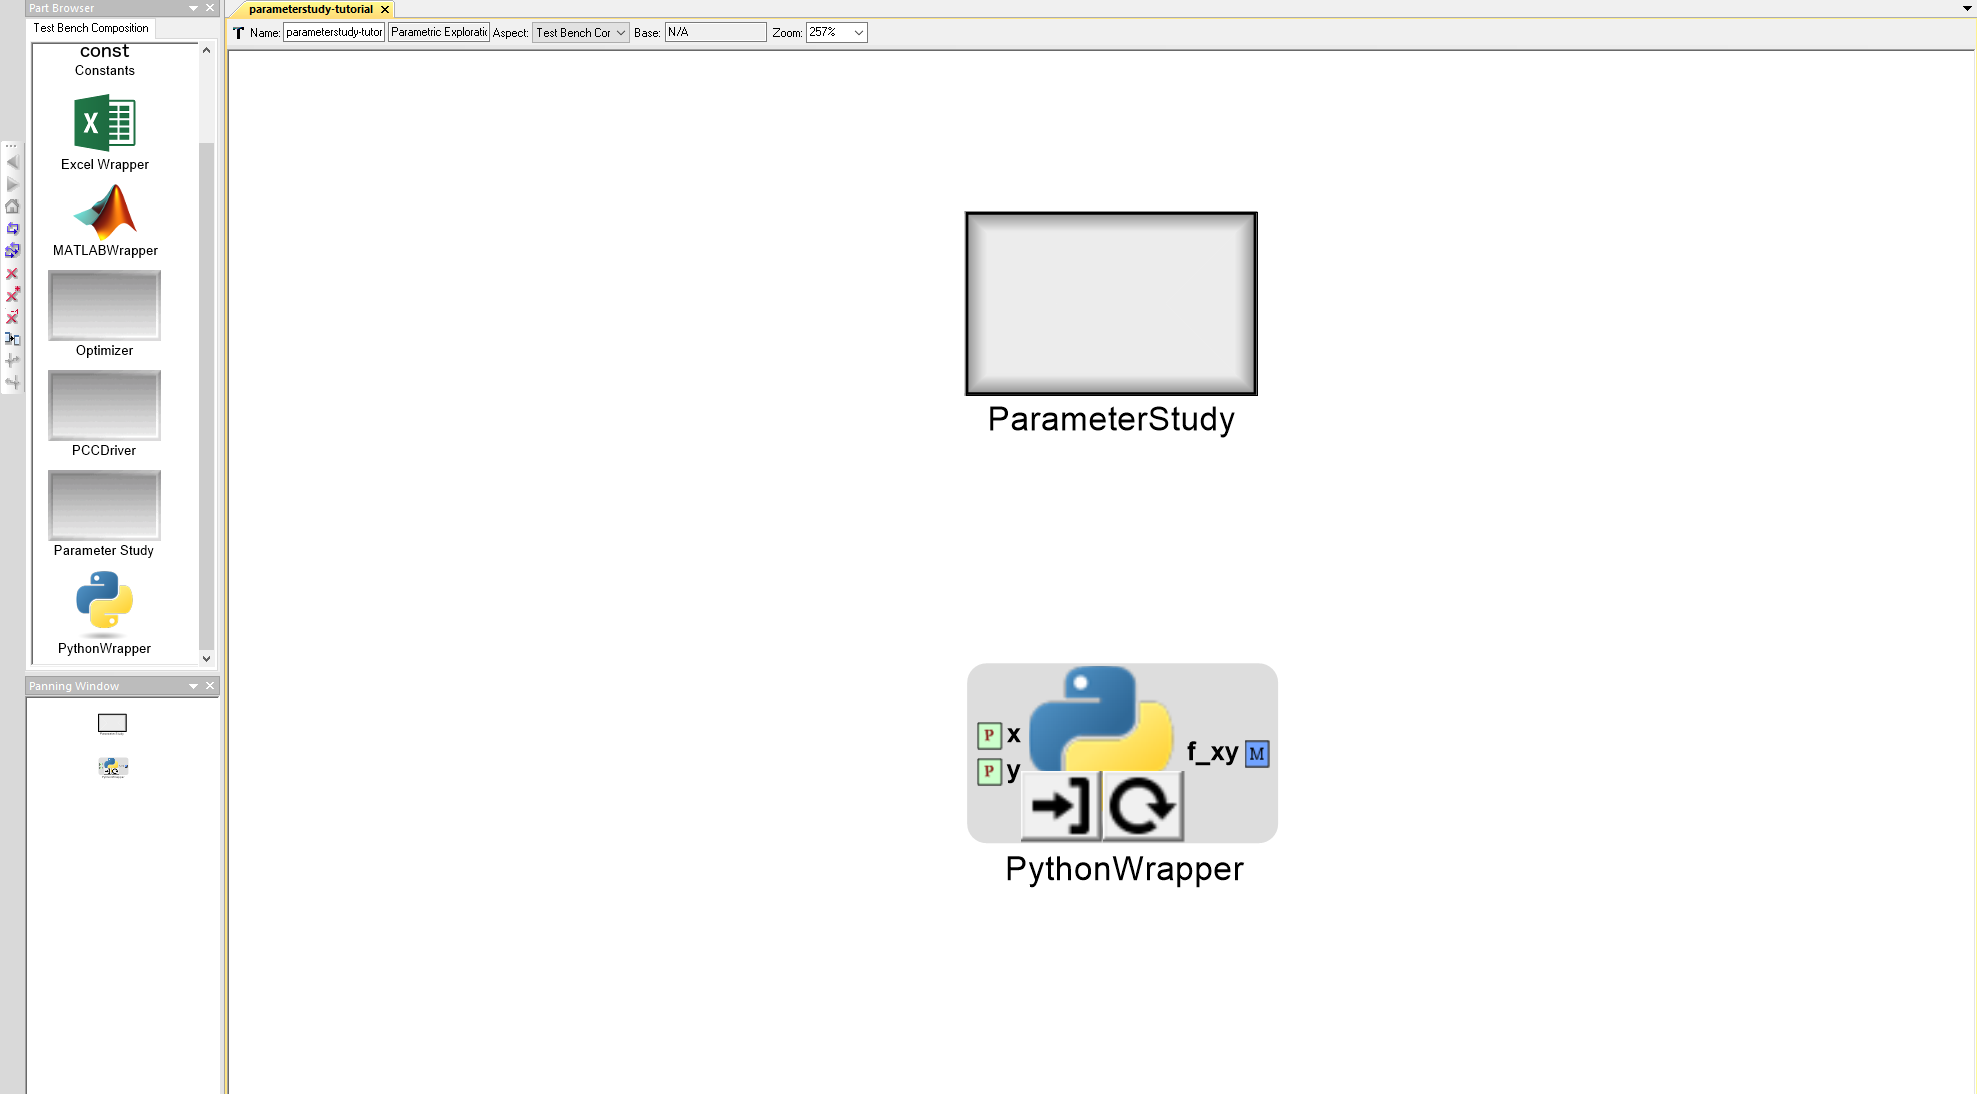 Part Browser
Test Bench Composition
const
Constants
X
Excel Wrapper
MATLABWrapper
Optimizer
PCCDriver
Parameter Study
PythonWrapper
Panning Window
parameterstudy-tutorial
Name: parameterstudy-tutor Parametric Exploratic Aspect: Test Bench Cor Base: N/A Zoom: 257%
ParameterStudy
P x
P y
f_xy M
PythonWrapper